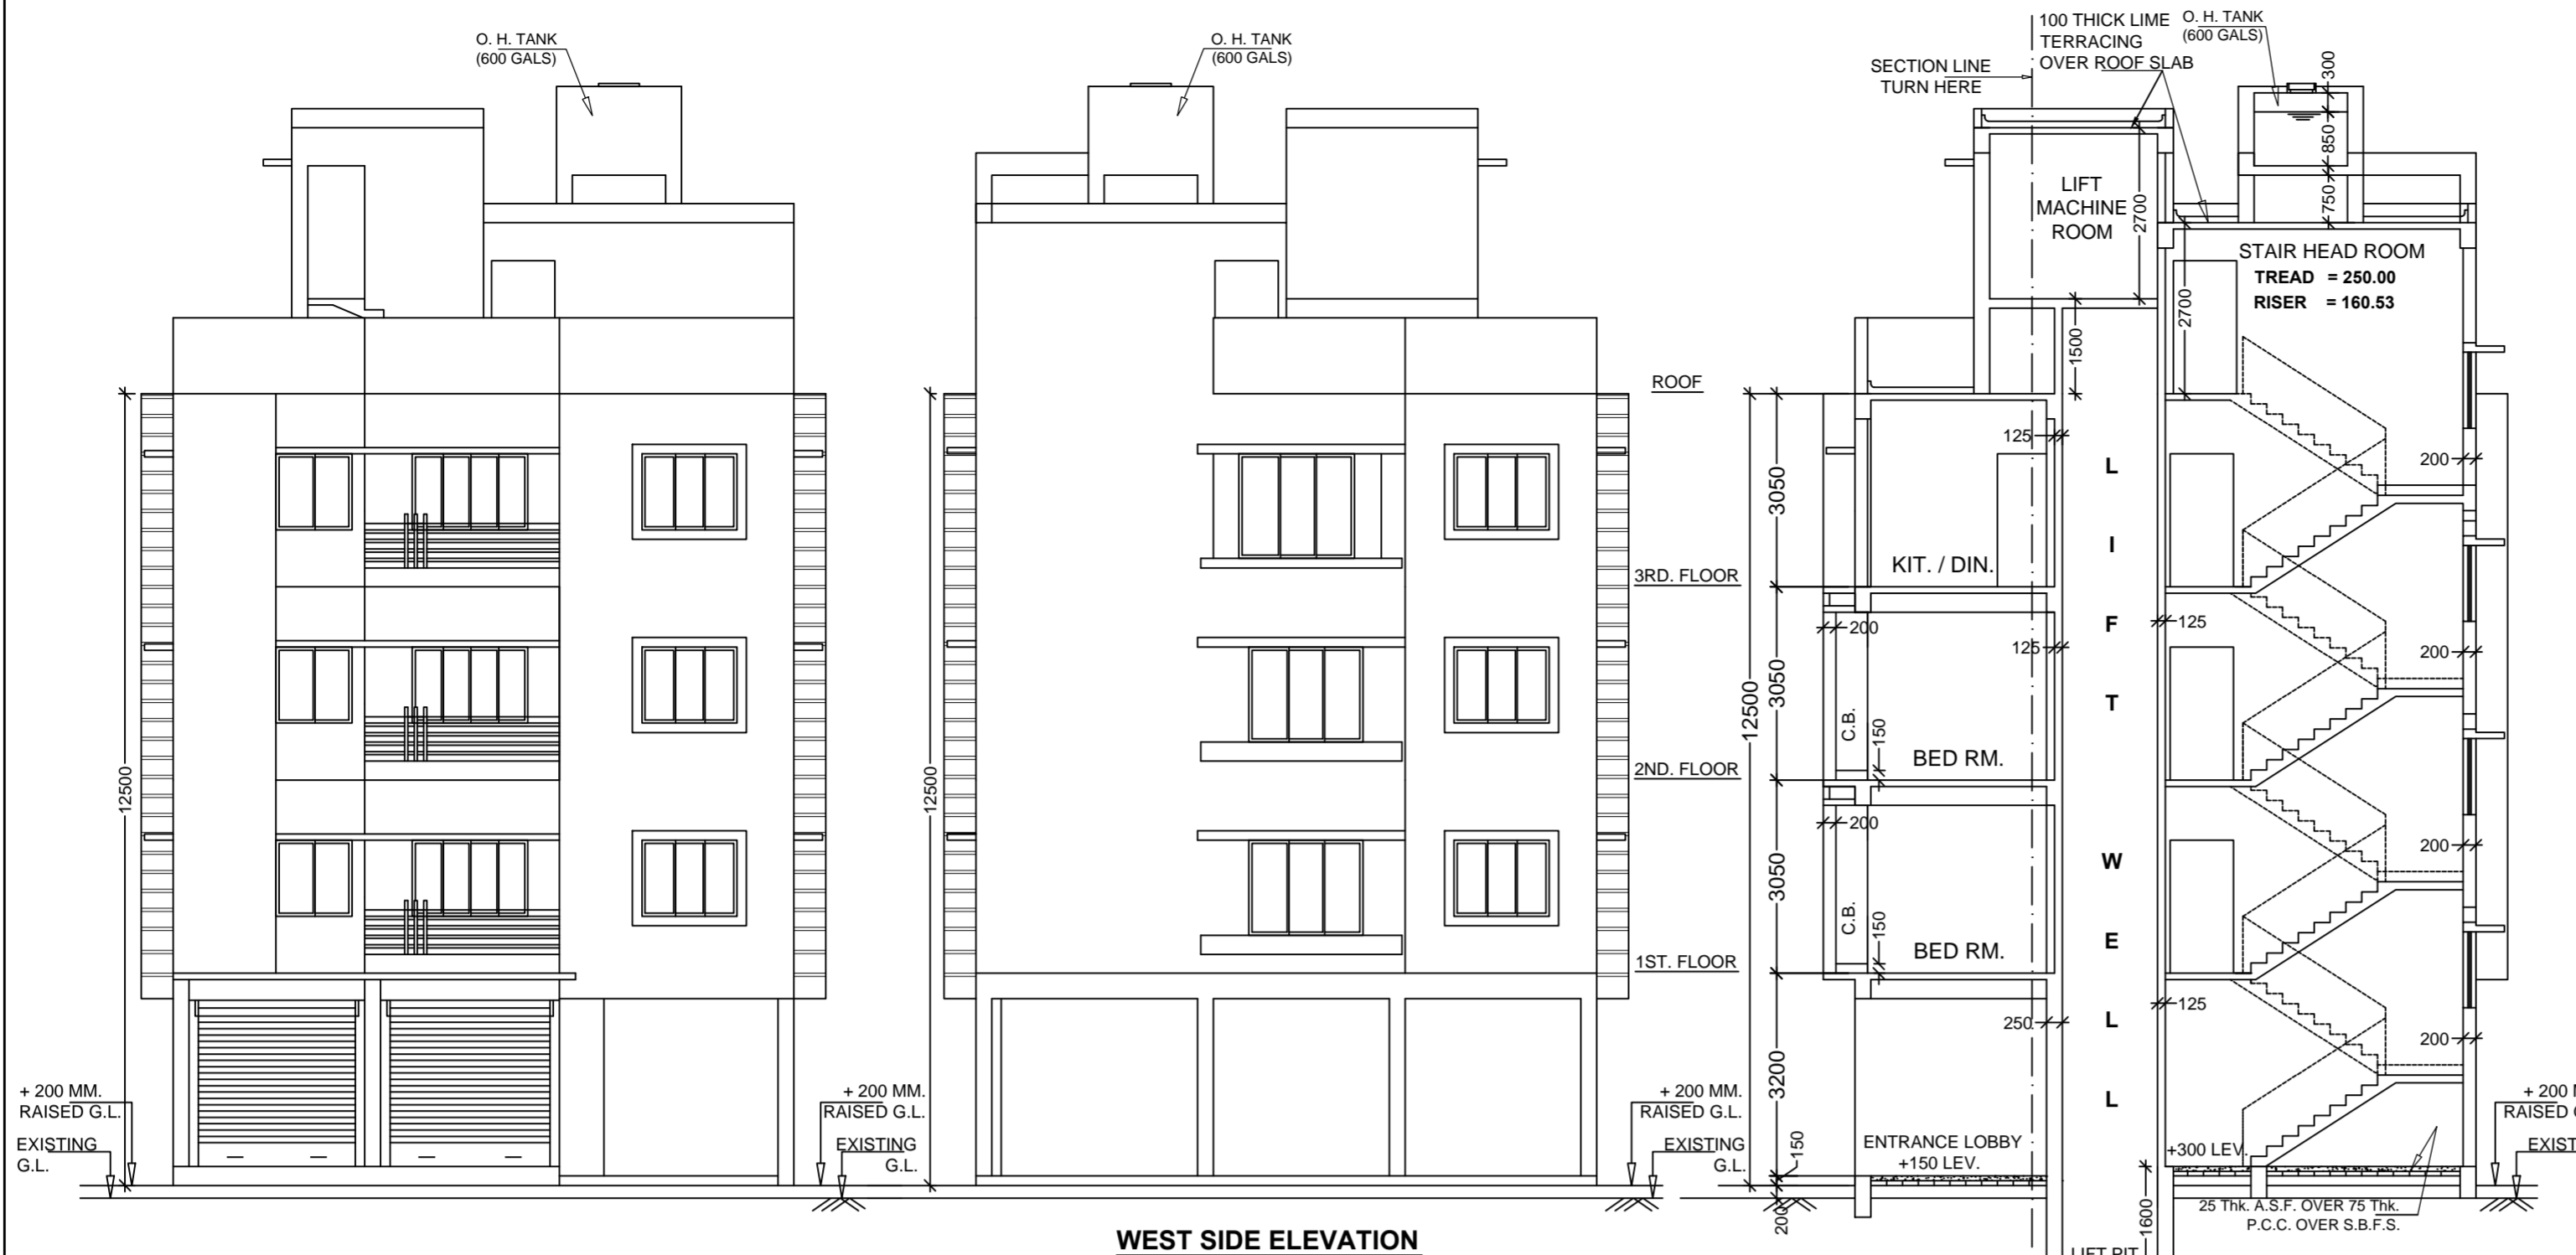 O. H. TANK
(600 GALS)
O. H. TANK
(600 GALS)
SECTION LINE
TURN HERE
100 THICK LIME
TERRACING
OVER ROOF SLAB
O. H. TANK
(600 GALS)
300
850
750
LIFT
MACHINE
ROOM
2700
STAIR HEAD ROOM
TREAD = 250.00
RISER = 160.53
2700
1500
ROOF
3RD. FLOOR
2ND. FLOOR
1ST. FLOOR
12500
12500
12500
3050
3050
3050
3200
150
200
125
KIT. / DIN.
200
125
C.B.
150
BED RM.
200
C.B.
150
BED RM.
250
L
I
F
T
W
E
L
L
125
125
200
200
200
200
+ 200 MM.
RAISED G.L.
EXISTING
G.L.
+ 200 MM.
RAISED G.L.
EXISTING
G.L.
+ 200 MM.
RAISED G.L.
EXISTING
G.L.
ENTRANCE LOBBY
+150 LEV.
+300 LEV.
1600
25 Thk. A.S.F. OVER 75 Thk.
P.C.C. OVER S.B.F.S.
LIFT PIT
+ 200
RAISED
WEST SIDE ELEVATION